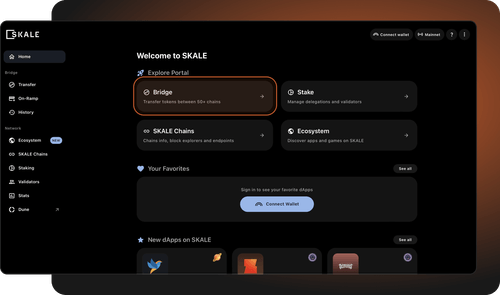 SKALE
Connect wallet
Mainnet
?
Home
Bridge
Transfer
On-Ramp
History
Network
Ecosystem NEW
SKALE Chains
Staking
Validators
Stats
Dune
Welcome to SKALE
Explore Portal
Bridge
Transfer tokens between 50+ chains
Stake
Manage delegations and validators
SKALE Chains
Chains info, block explorers and endpoints
Ecosystem
Discover apps and games on SKALE
Your Favorites
See all
Sign in to see your favorite dApps
Connect Wallet
New dApps on SKALE
See all